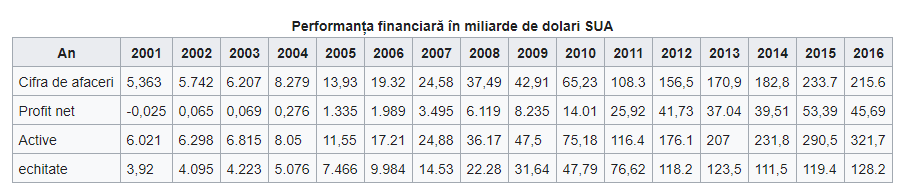 Performanța financiară în miliarde de dolari SUA
An 2001 2002 2003 2004 2005 2006 2007 2008 2009 2010 2011 2012 2013 2014 2015 2016
Cifra de afaceri 5,363 5.742 6.207 8.279 13,93 19.32 24,58 37,49 42,91 65,23 108.3 156,5 170,9 182,8 233.7 215.6
Profit net -0,025 0,065 0,069 0,276 1.335 1.989 3.495 6.119 8.235 14.01 25,92 41,73 37.04 39,51 53,39 45,69
Active 6.021 6.298 6.815 8.05 11,55 17.21 24,88 36.17 47,5 75,18 116.4 176.1 207 231,8 290,5 321,7
echitate 3,92 4.095 4.223 5.076 7.466 9.984 14.53 22.28 31,64 47,79 76,62 118.2 123,5 111,5 119.4 128.2